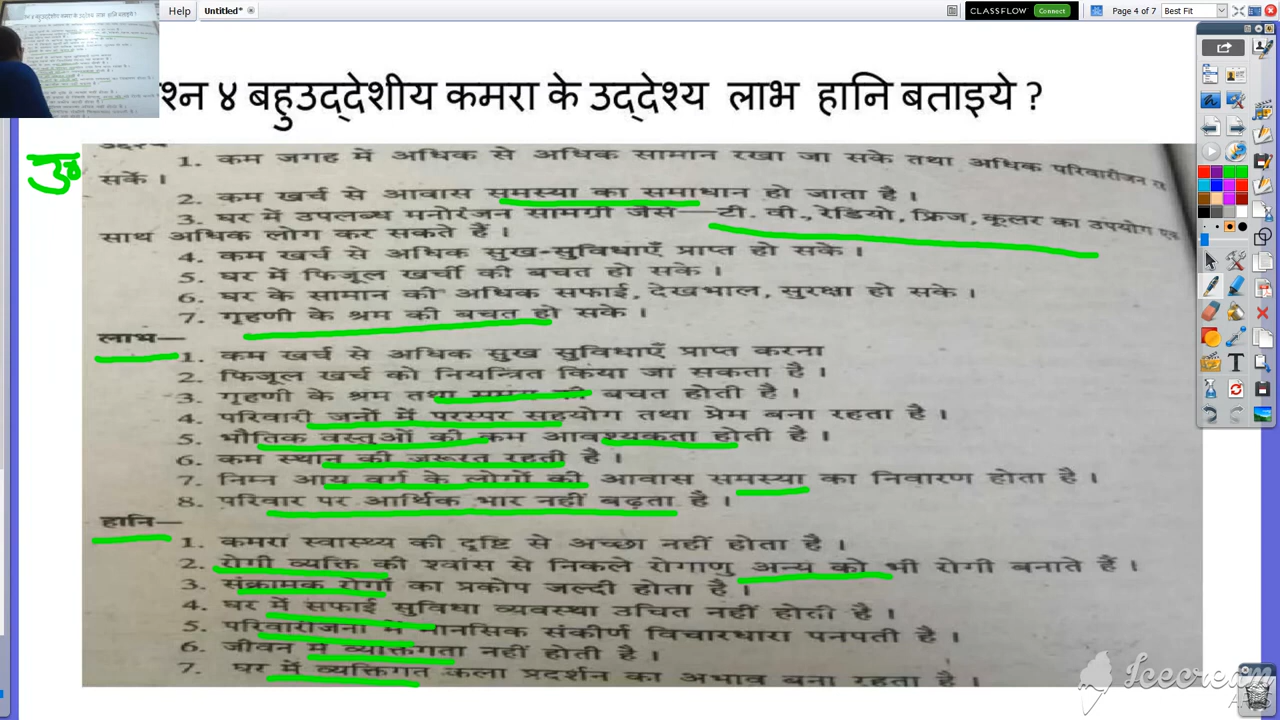 Help
Untitled*
CLASSFLOW Connect
Page 4 of 7
Best Fit
श्न ४ बहुउद्देशीय कमरा के उद्देश्य लाभ हानि बताइये ?
1. कम जगह में अधिक से अधिक सामान रखा जा सके तथा अधिक परिवारीजन रह
सकें।
2. कम खर्च से आवास समस्या का समाधान हो जाता है।
3. घर में उपलब्ध मनोरंजन सामग्री जैसे—टी. वी., रेडियो, फ्रिज, कूलर का उपयोग एक
साथ अधिक लोग कर सकते हैं।
4. कम खर्च से अधिक सुख-सुविधाएँ प्राप्त हो सके।
5. घर में फिजूल खर्ची की बचत हो सके।
6. घर के सामान की अधिक सफाई, देखभाल, सुरक्षा हो सके।
7. गृहणी के श्रम की बचत हो सके।
लाभ—
1. कम खर्च से अधिक सुख सुविधाएँ प्राप्त करना
2. फिजूल खर्च को नियन्त्रित किया जा सकता है।
3. गृहणी के श्रम तथा समय की बचत होती है।
4. परिवारी जनों में परस्पर सहयोग तथा प्रेम बना रहता है।
5. भौतिक वस्तुओं की कम आवश्यकता होती है।
6. कम स्थान की जरूरत रहती है।
7. निम्न आय वर्ग के लोगों की आवास समस्या का निवारण होता है।
8. परिवार पर आर्थिक भार नहीं बढ़ता है।
हानि—
1. कमरा स्वास्थ्य की दृष्टि से अच्छा नहीं होता है।
2. रोगी व्यक्ति की श्वांस से निकले रोगाणु अन्य को भी रोगी बनाते हैं।
3. संक्रामक रोगों का प्रकोप जल्दी होता है।
4. घर में सफाई सुविधा व्यवस्था उचित नहीं होती है।
5. परिवारीजनों में मानसिक संकीर्ण विचारधारा पनपती है।
6. जीवन में व्यक्तिगता नहीं होती है।
7. घर में व्यक्तिगत कला प्रदर्शन का अभाव बना रहता है।
Icecream
APPS